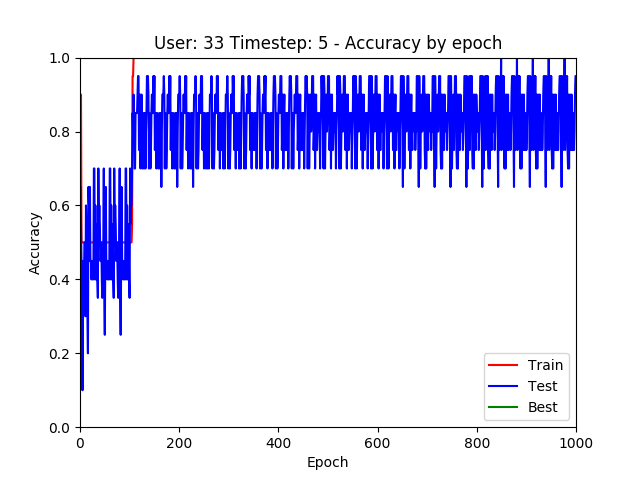 User: 33 Timestep: 5 - Accuracy by epoch
1.0
0.8
0.6
0.4
0.2
0.0
Accuracy
0 200 400 600 800 1000
Epoch
Train
Test
Best